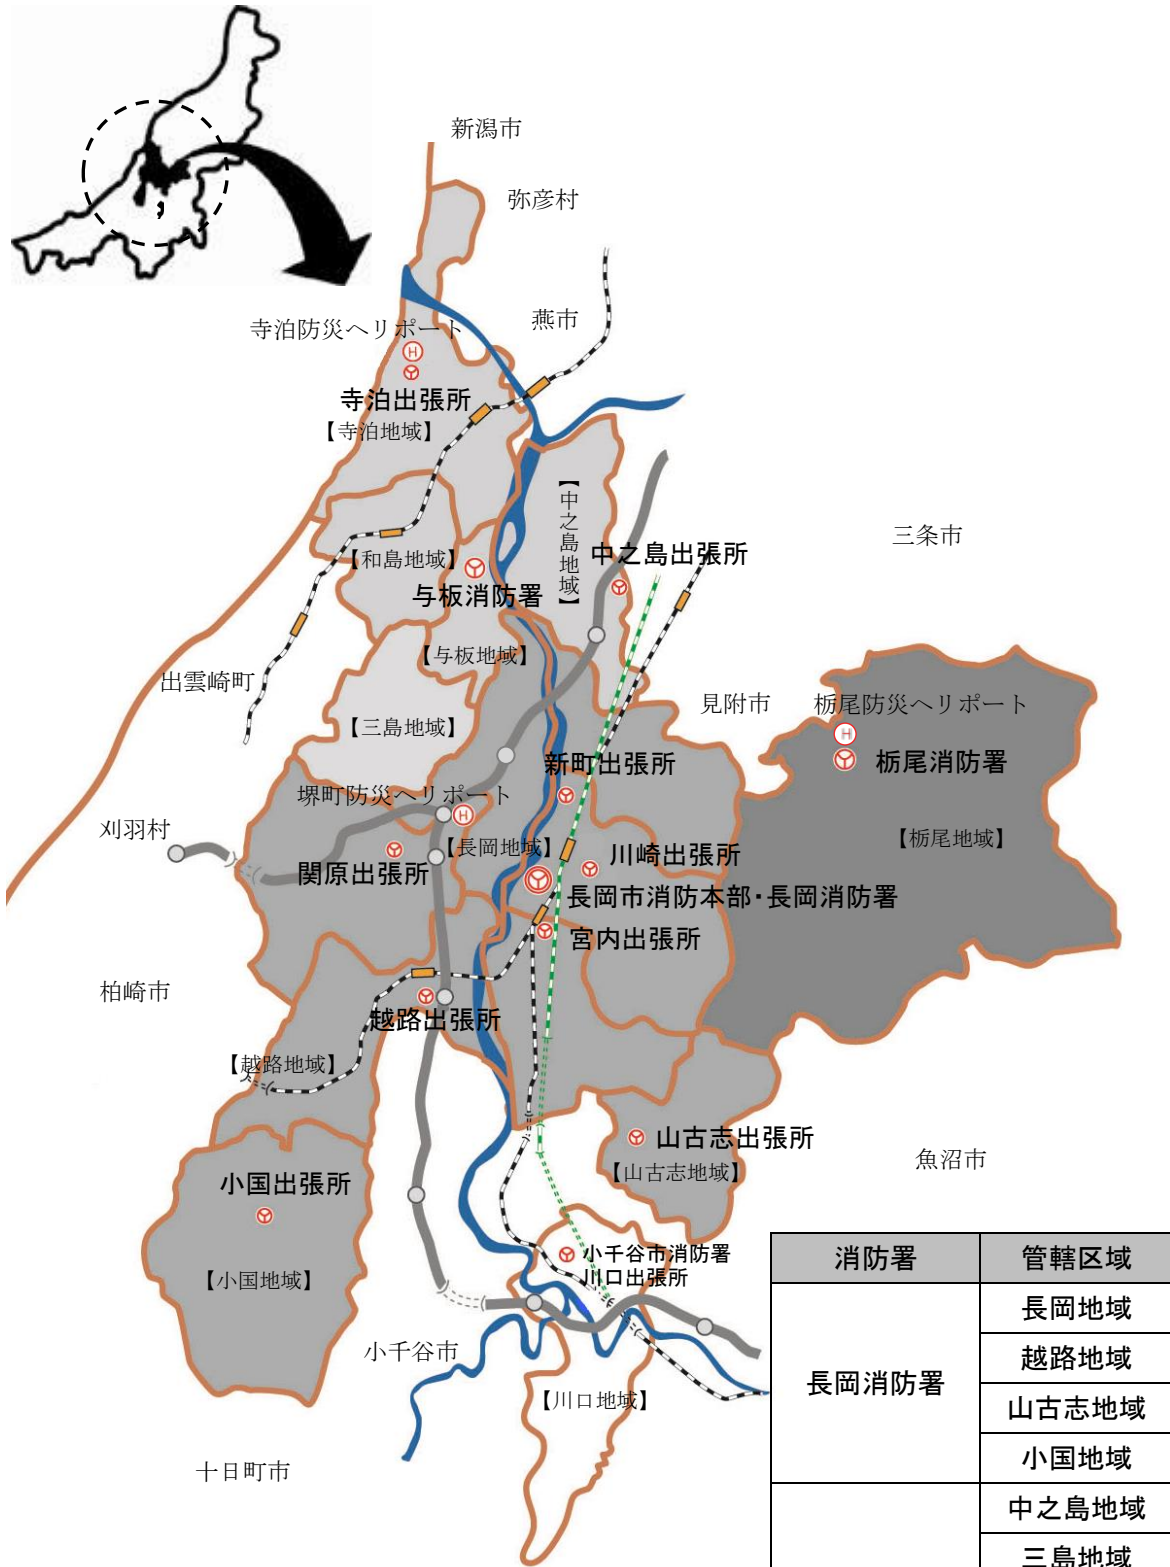 新潟市
弥彦村
燕市
寺泊防災ヘリポート
H
寺泊出張所
【寺泊地域】
【中之島地域】
三条市
中之島出張所
【和島地域】
与板消防署
【与板地域】
出雲崎町
見附市
栃尾防災ヘリポート
H
【三島地域】
新町出張所
栃尾消防署
堺町防災ヘリポート
H
刈羽村
【長岡地域】
【栃尾地域】
川崎出張所
関原出張所
長岡市消防本部・長岡消防署
宮内出張所
柏崎市
越路出張所
【越路地域】
山古志出張所
魚沼市
【山古志地域】
小国出張所
小千谷市消防署
川口出張所
【小国地域】
小千谷市
【川口地域】
十日町市
消防署 管轄区域
長岡消防署 長岡地域
越路地域
山古志地域
小国地域
中之島地域
三島地域